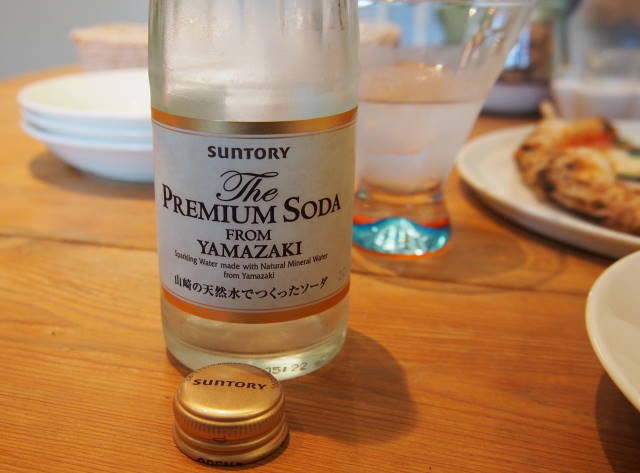 SUNTORY
The
PREMIUM SODA
FROM
YAMAZAKI
Sparkling Water made with Natural Mineral Water
from Yamazaki
山崎の天然水でつくったソーダ
SUNTORY